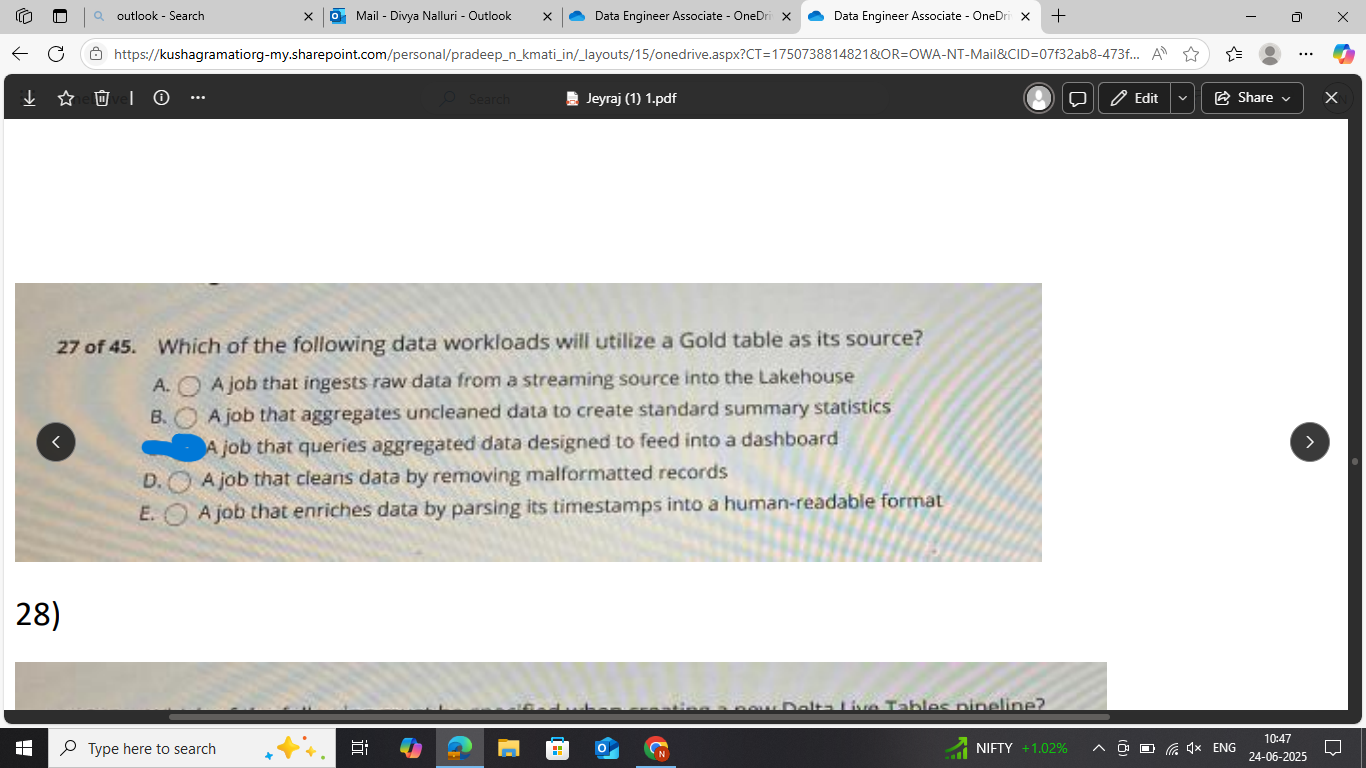 outlook - Search
Mail - Divya Nalluri - Outlook
Data Engineer Associate - OneDri
Data Engineer Associate - OneDri
https://kushagramatiorg-my.sharepoint.com/personal/pradeep_n_kmati_in/_layouts/15/onedrive.aspx?CT=1750738814821&OR=OWA-NT-Mail&CID=07f32ab8-473f...
Search
Jeyraj (1) 1.pdf
Edit
Share
27 of 45. Which of the following data workloads will utilize a Gold table as its source?
A. A job that ingests raw data from a streaming source into the Lakehouse
B. A job that aggregates uncleaned data to create standard summary statistics
A job that queries aggregated data designed to feed into a dashboard
D. A job that cleans data by removing malformatted records
E. A job that enriches data by parsing its timestamps into a human-readable format
28)
when creating a new Delta Live Tables pipeline?
Type here to search
NIFTY +1.02%
ENG
10:47
24-06-2025